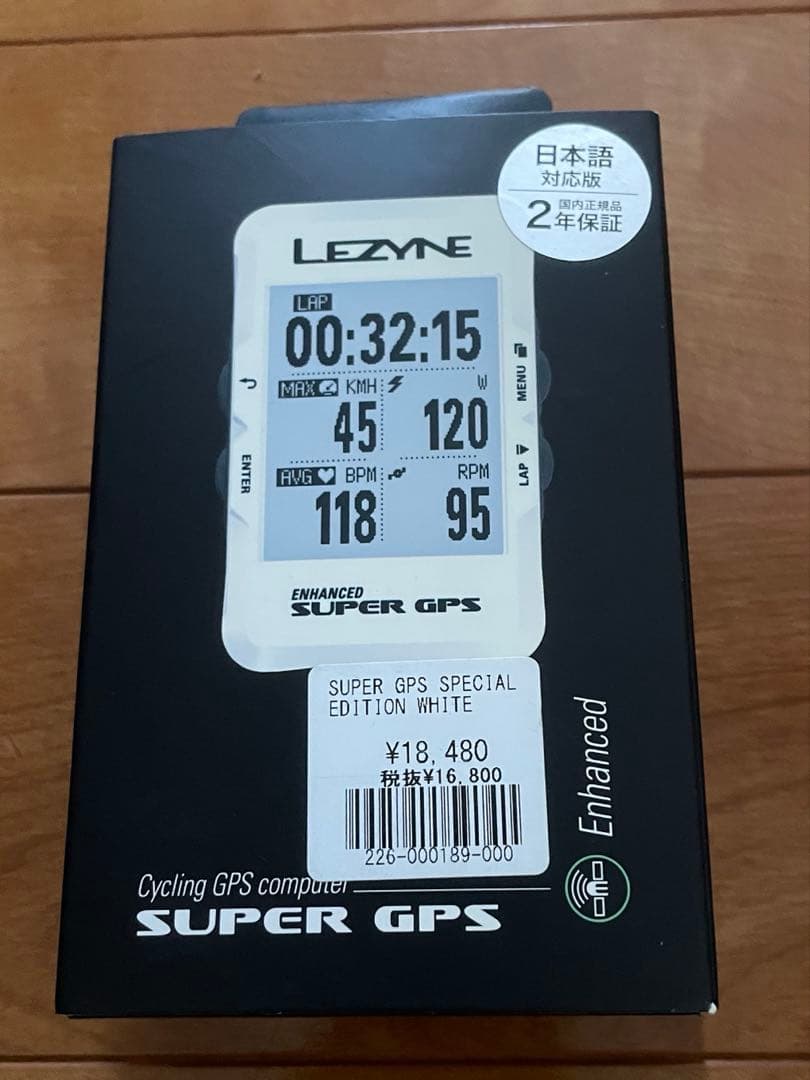 日本語
対応版
国内正規品
2年保証
LEZYNE
LAP
00:32:15
MAX KMH
W
45
120
AVG BPM
RPM
118
95
MENU
LAP
ENTER
ENHANCED
SUPER GPS
SUPER GPS SPECIAL
EDITION WHITE
¥18,480
税抜¥16,800
226-000189-000
Enhanced
Cycling GPS computer
SUPER GPS